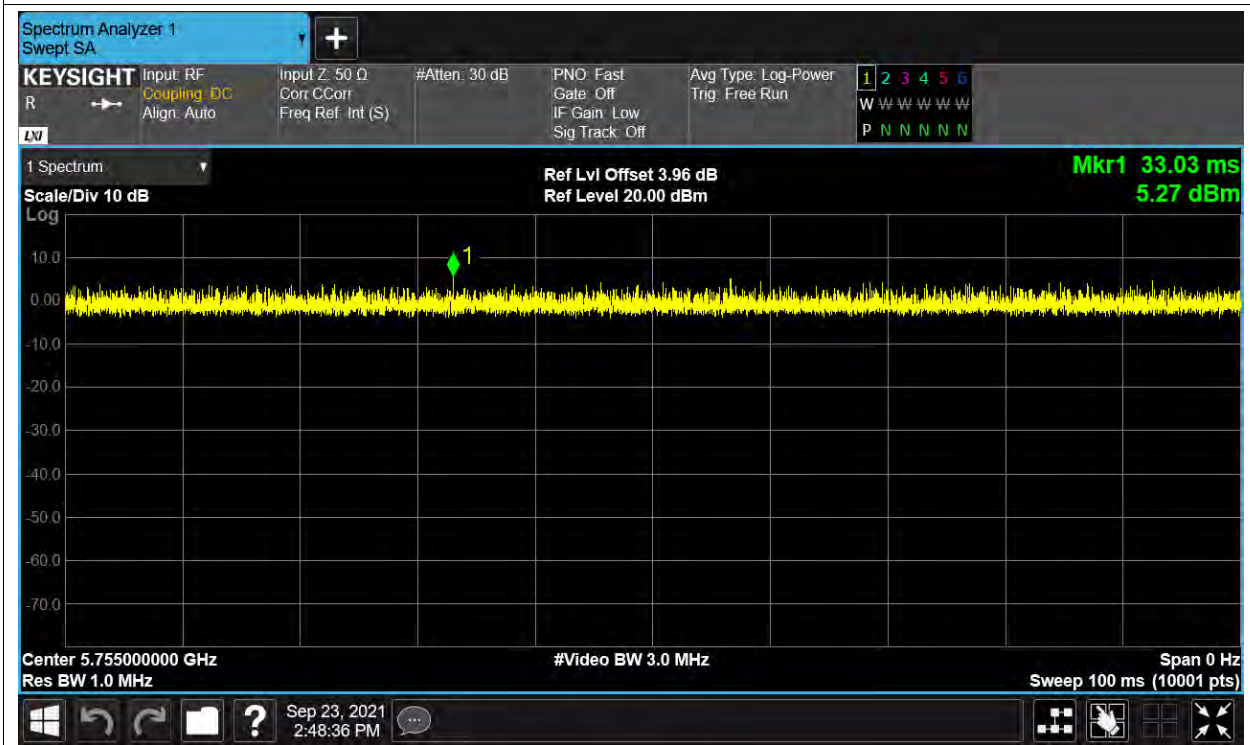 Spectrum Analyzer 1
Swept SA
KEYSIGHT
R
LXI
Input: RF
Coupling: DC
Align: Auto
Input Z: 50 Ω
Corr CCorr
Freq Ref: Int (S)
#Atten: 30 dB
PNO: Fast
Gate: Off
IF Gain: Low
Sig Track: Off
Avg Type: Log-Power
Trig: Free Run
1 2 3 4 5 6
W W W W W W
P N N N N N
1 Spectrum
Scale/Div 10 dB
Log
Ref Lvl Offset 3.96 dB
Ref Level 20.00 dBm
Mkr1 33.03 ms
5.27 dBm
1
10.0
0.00
-10.0
-20.0
-30.0
-40.0
-50.0
-60.0
-70.0
Center 5.755000000 GHz
Res BW 1.0 MHz
#Video BW 3.0 MHz
Span 0 Hz
Sweep 100 ms (10001 pts)
?
Sep 23, 2021
2:48:36 PM